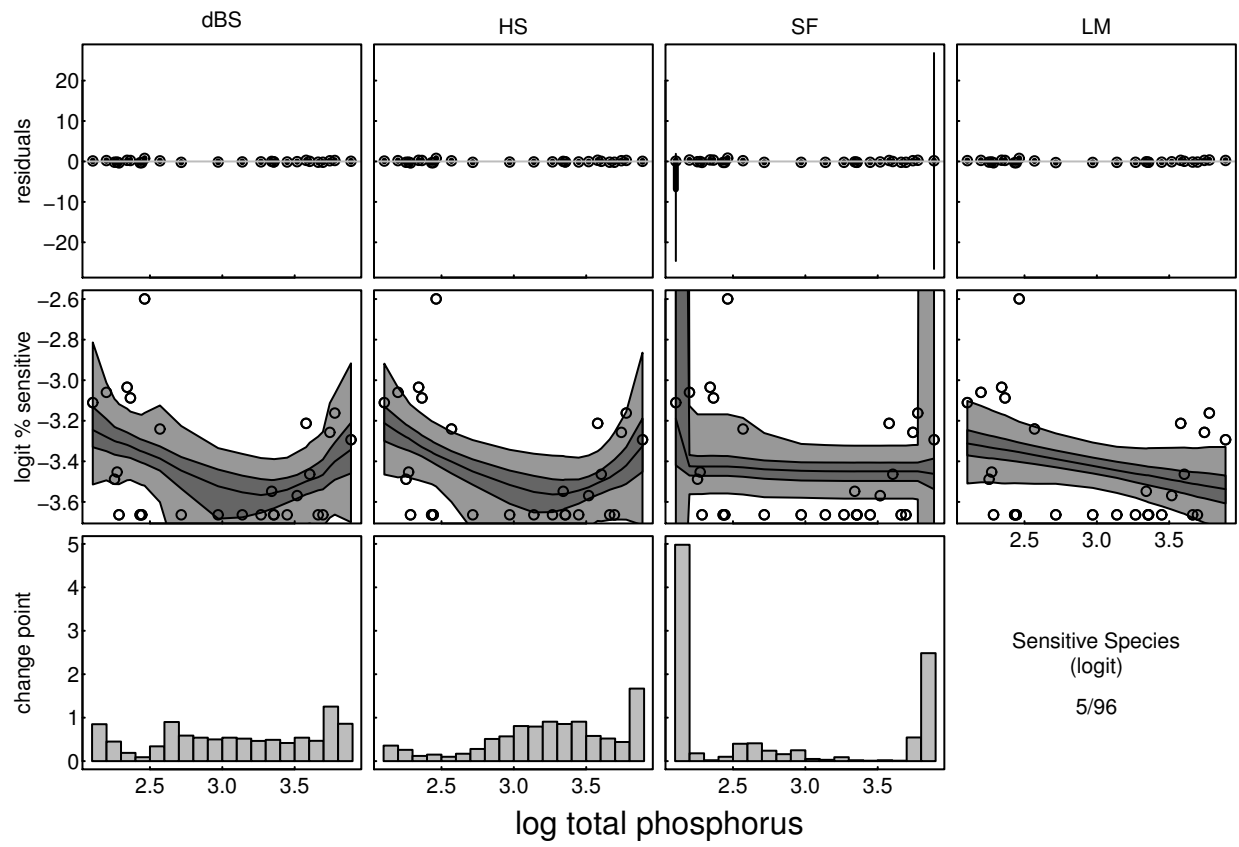 dBS HS SF LM
residuals
20
10
0
−10
−20
logit % sensitive
−2.6
−2.8
−3.0
−3.2
−3.4
−3.6
2.5 3.0 3.5
change point
5
4
3
2
1
0
Sensitive Species
(logit)
5/96
2.5 3.0 3.5 2.5 3.0 3.5 2.5 3.0 3.5
log total phosphorus